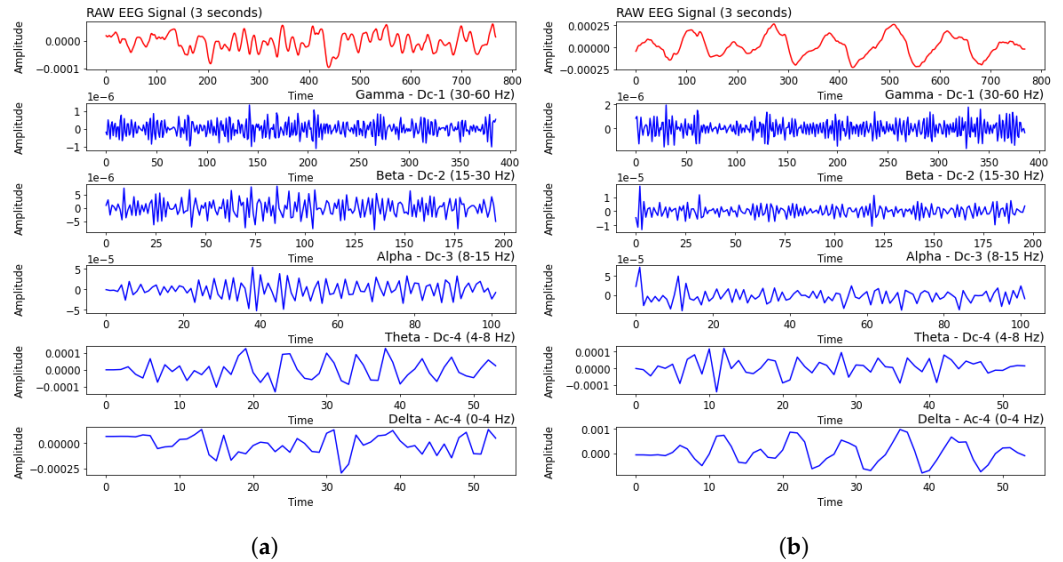 RAW EEG Signal (3 seconds)
Amplitude
0.0000
−0.0001
0 100 200 300 400 500 600 700 800
Time
Gamma - Dc-1 (30-60 Hz)
1e−6
Amplitude
1
0
−1
0 50 100 150 200 250 300 350 400
Time
Beta - Dc-2 (15-30 Hz)
1e−6
Amplitude
5
0
−5
0 25 50 75 100 125 150 175 200
Time
Alpha - Dc-3 (8-15 Hz)
1e−5
Amplitude
5
0
−5
0 20 40 60 80 100
Time
Theta - Dc-4 (4-8 Hz)
Amplitude
0.0001
0.0000
−0.0001
0 10 20 30 40 50
Time
Delta - Ac-4 (0-4 Hz)
Amplitude
0.00000
−0.00025
0 10 20 30 40 50
Time
(a)
RAW EEG Signal (3 seconds)
Amplitude
0.00025
0.00000
−0.00025
0 100 200 300 400 500 600 700 800
Time
Gamma - Dc-1 (30-60 Hz)
1e−6
Amplitude
2
0
0 50 100 150 200 250 300 350 400
Time
Beta - Dc-2 (15-30 Hz)
1e−5
Amplitude
1
0
−1
0 25 50 75 100 125 150 175 200
Time
Alpha - Dc-3 (8-15 Hz)
1e−5
Amplitude
5
0
0 20 40 60 80 100
Time
Theta - Dc-4 (4-8 Hz)
Amplitude
0.0001
0.0000
−0.0001
0 10 20 30 40 50
Time
Delta - Ac-4 (0-4 Hz)
Amplitude
0.001
0.000
0 10 20 30 40 50
Time
(b)